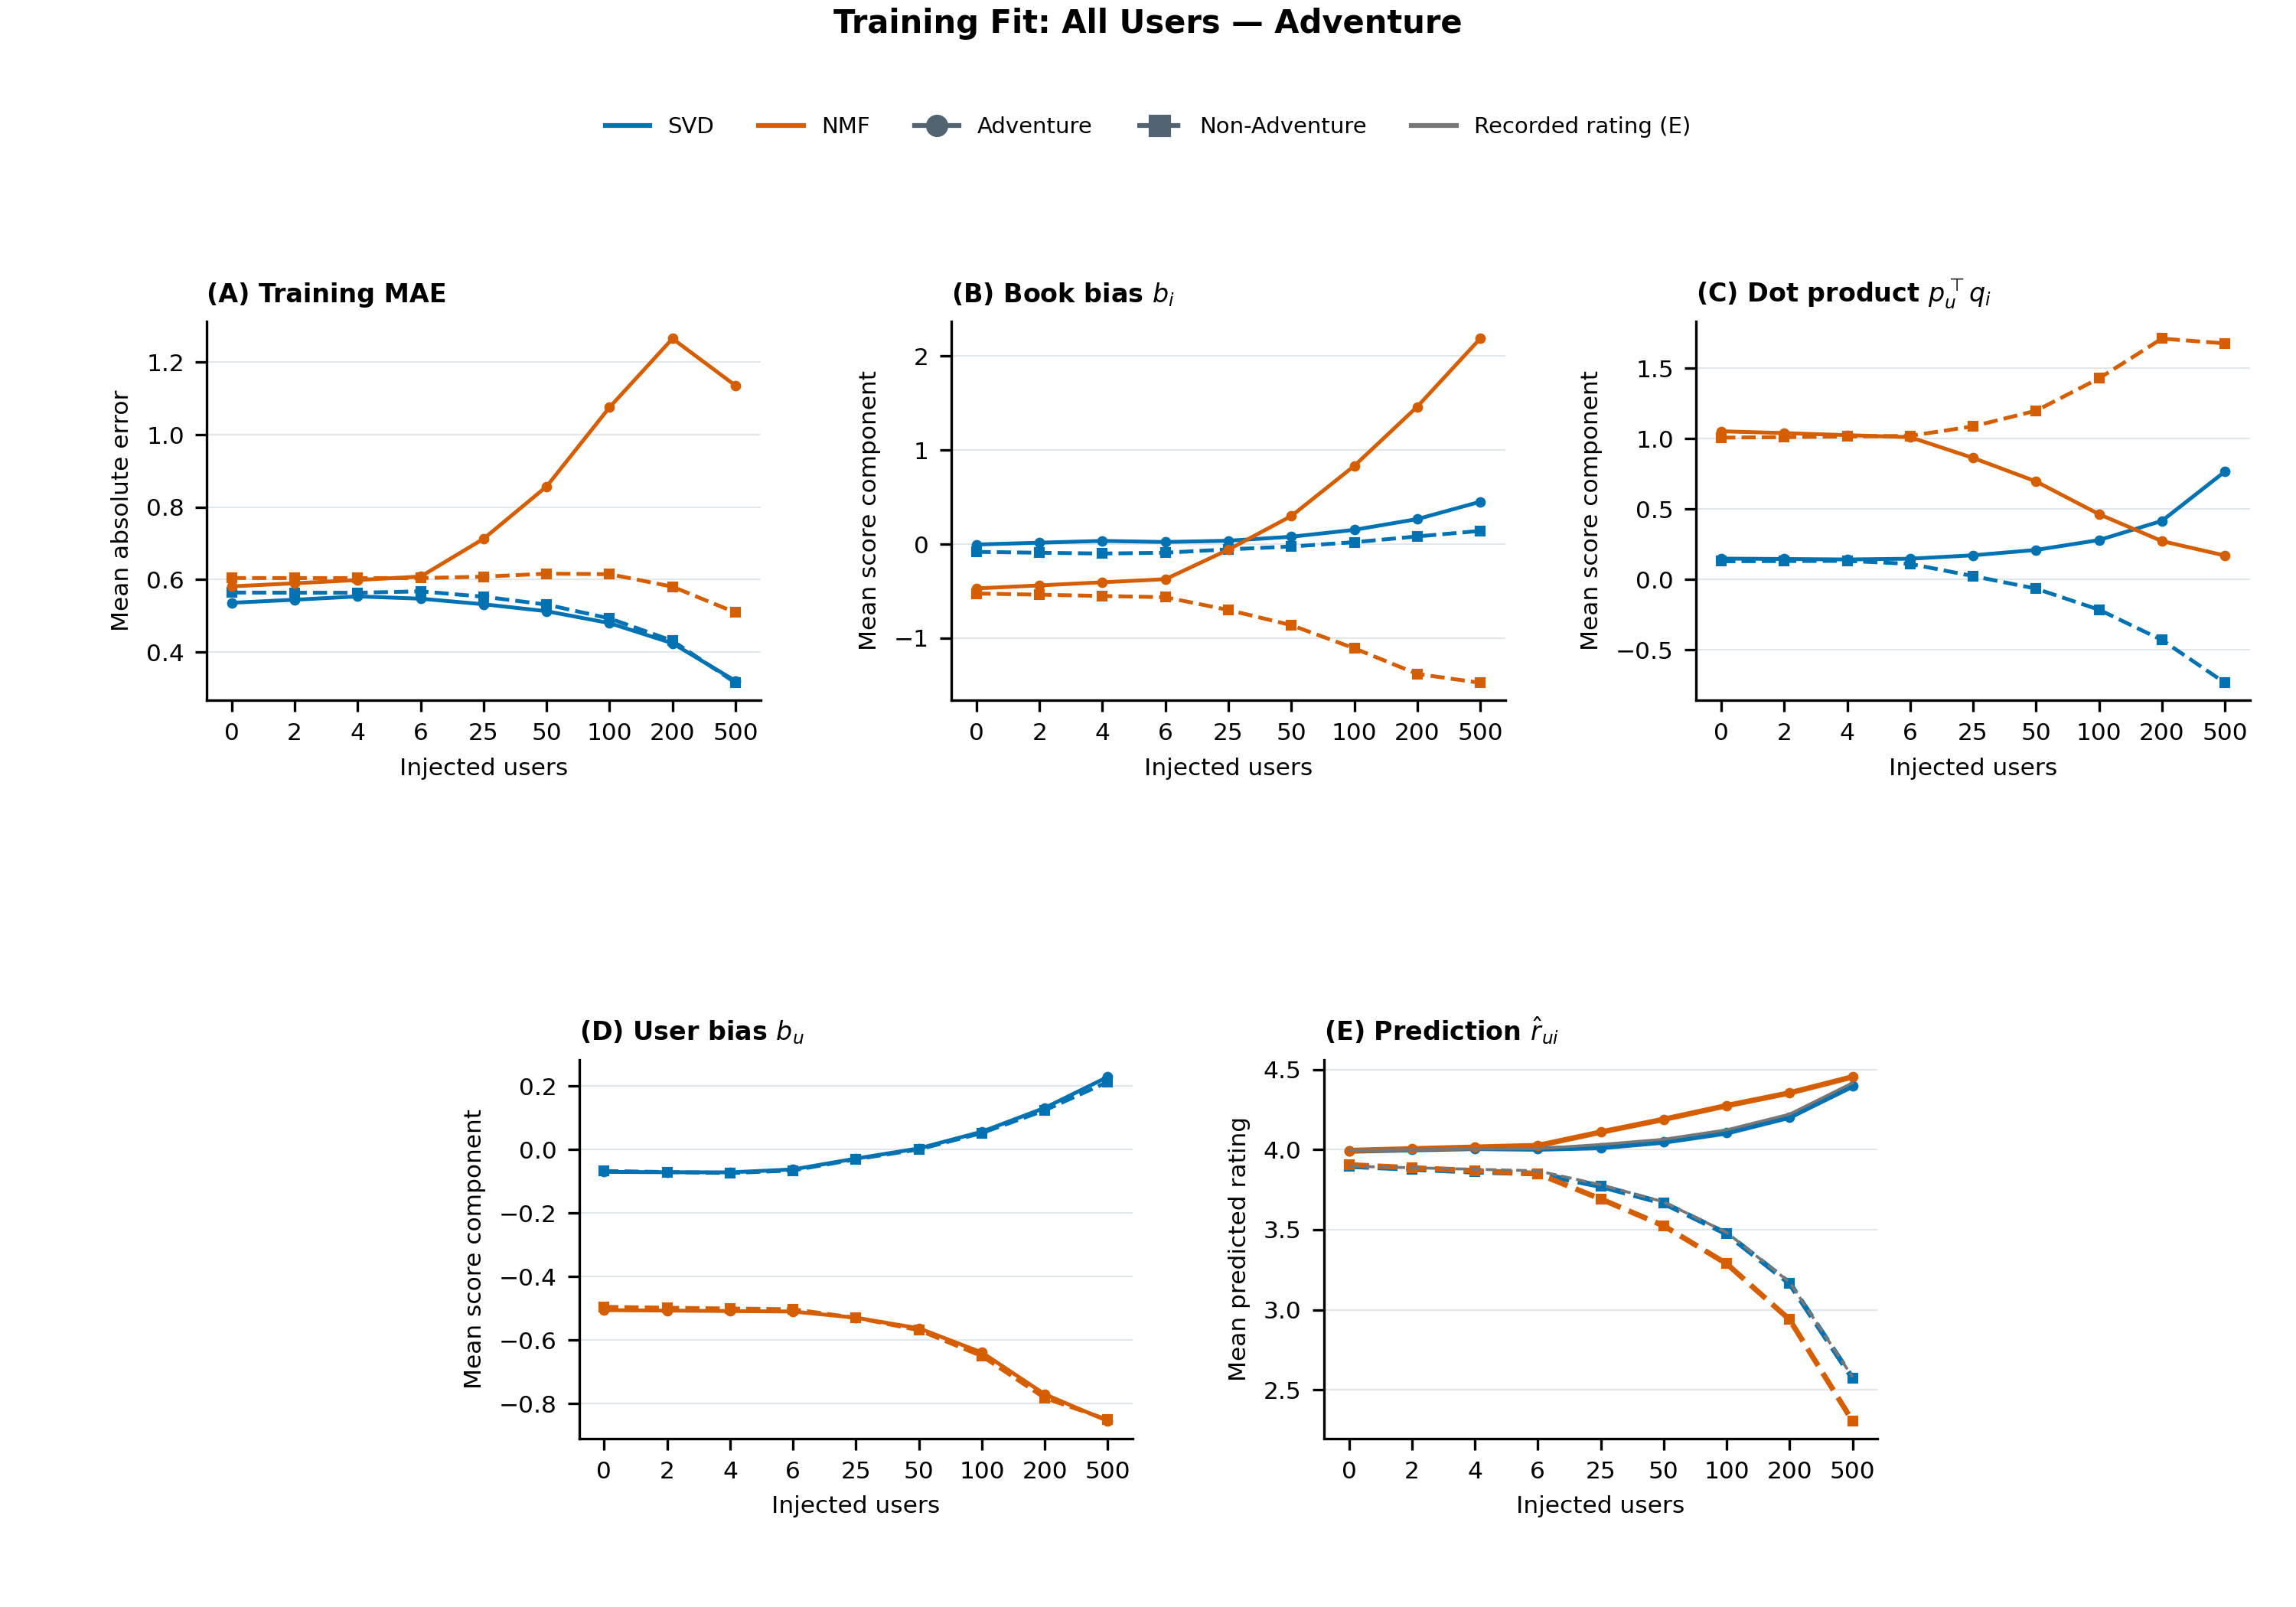 Training Fit: All Users — Adventure
SVD NMF Adventure Non-Adventure Recorded rating (E)
(A) Training MAE
Mean absolute error
1.2
1.0
0.8
0.6
0.4
0 2 4 6 25 50 100 200 500
Injected users
(B) Book bias b_i
Mean score component
2
1
0
−1
0 2 4 6 25 50 100 200 500
Injected users
(C) Dot product p_u^⊤ q_i
Mean score component
1.5
1.0
0.5
0.0
−0.5
0 2 4 6 25 50 100 200 500
Injected users
(D) User bias b_u
Mean score component
0.2
0.0
−0.2
−0.4
−0.6
−0.8
0 2 4 6 25 50 100 200 500
Injected users
(E) Prediction r̂_ui
Mean predicted rating
4.5
4.0
3.5
3.0
2.5
0 2 4 6 25 50 100 200 500
Injected users